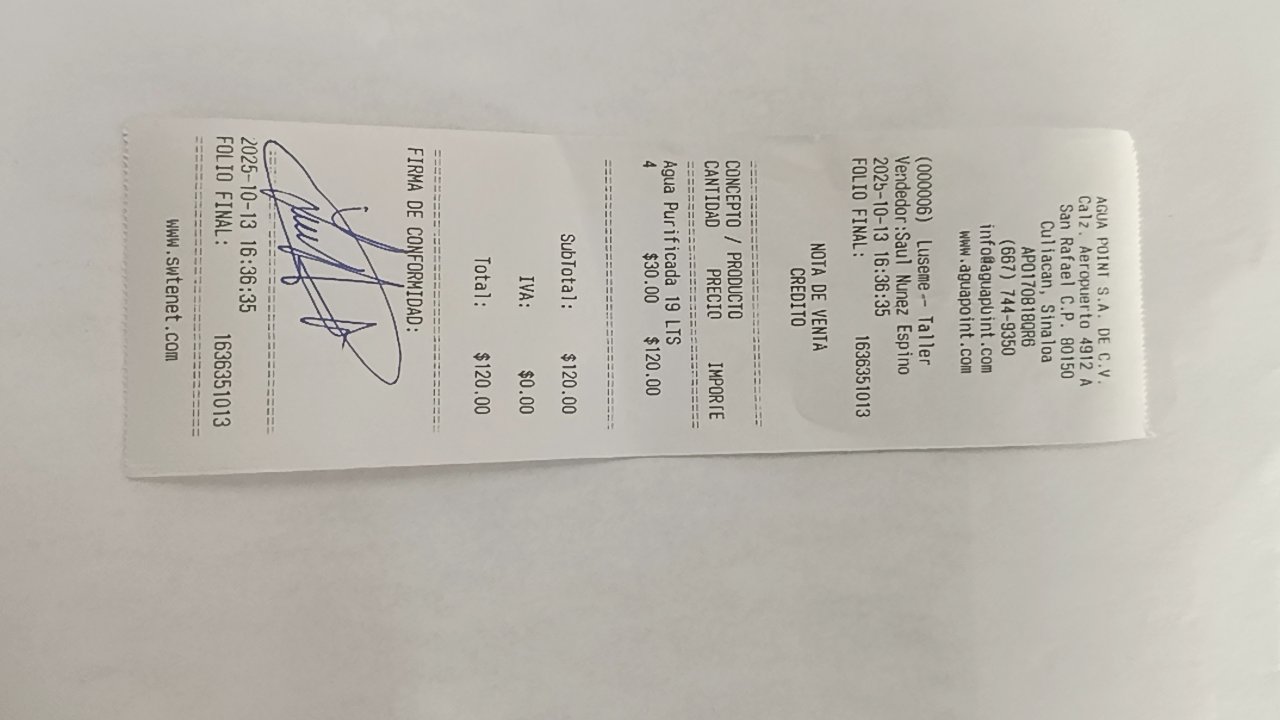 AGUA POINT S.A. DE C.V.
Calz. Aeropuerto 4912 A
San Rafael C.P. 80150
Culiacan, Sinaloa
APO170818QR6
(667) 744-9350
info@aguapoint.com
www.aguapoint.com
(000006) Luseme-- Taller
Vendedor:Saul Nunez Espino
2025-10-13 16:36:35
FOLIO FINAL: 1636351013
NOTA DE VENTA
CREDITO
CONCEPTO / PRODUCTO
CANTIDAD PRECIO IMPORTE
Agua Purificada 19 LTS
4 $30.00 $120.00
SubTotal: $120.00
IVA: $0.00
Total: $120.00
FIRMA DE CONFORMIDAD:
2025-10-13 16:36:35
FOLIO FINAL: 1636351013
www.swtenet.com